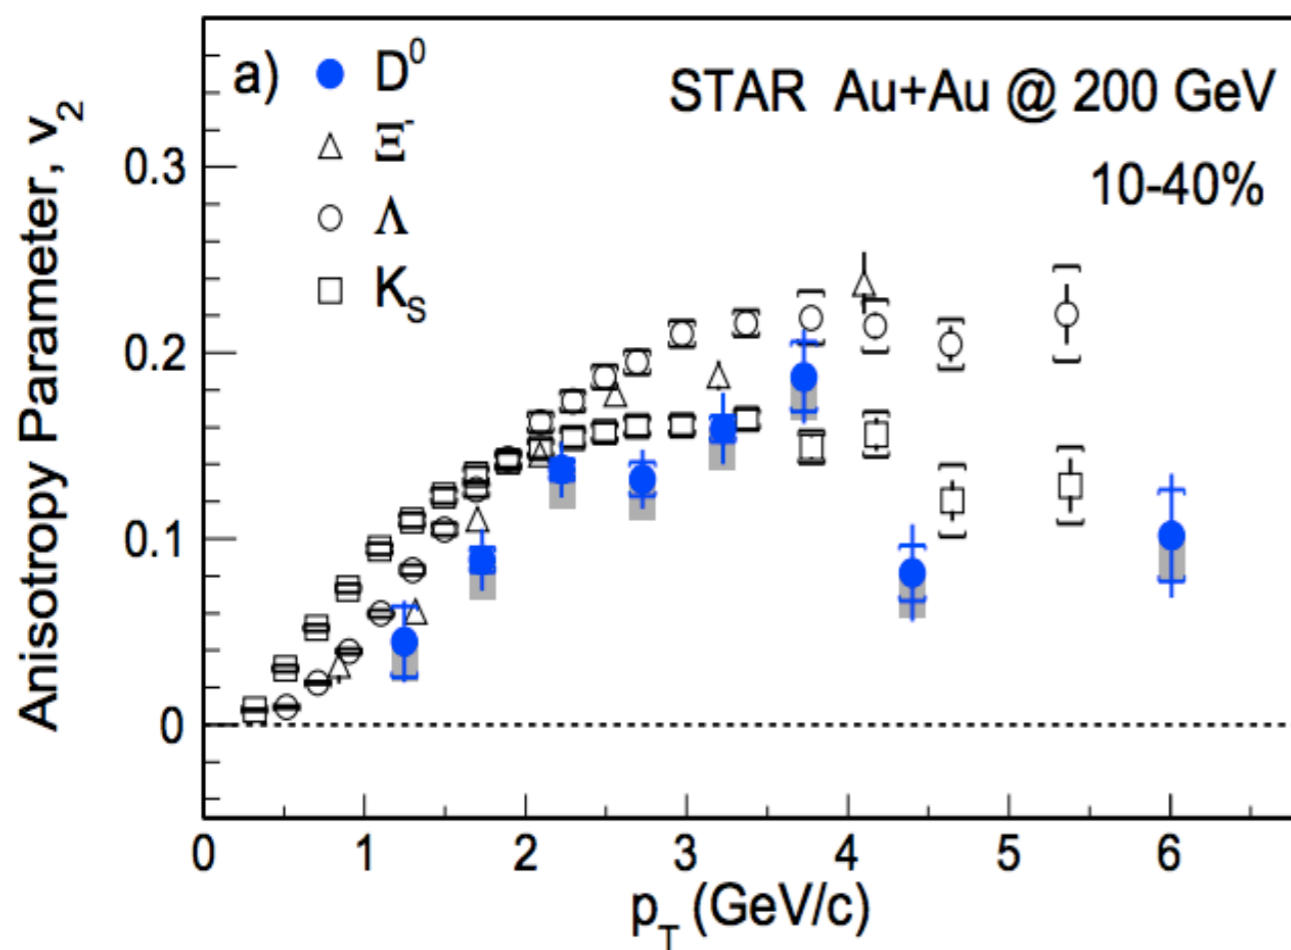 a) D⁰
Ξ⁻
Λ
K_S
STAR Au+Au @ 200 GeV
10-40%
Anisotropy Parameter, v₂
0.3
0.2
0.1
0
0 1 2 3 4 5 6
p_T (GeV/c)